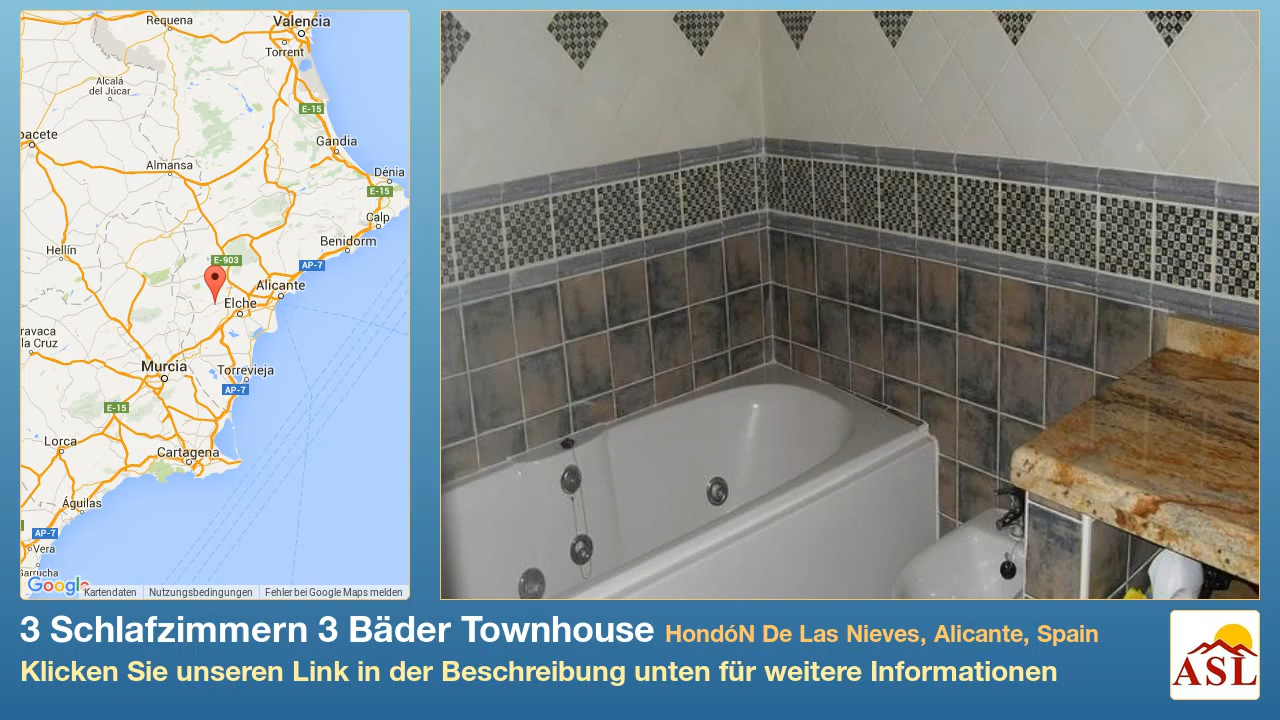 Requena
Valencia
Torrent
Alcalá
del Júcar
E-15
Gandia
bacete
Almansa
Dénia
E-15
Calp
Benidorm
Hellín
E-903
AP-7
Alicante
Elche
ravaca
la Cruz
Murcia
Torrevieja
AP-7
E-15
Lorca
Cartagena
Águilas
AP-7
Vera
Garrucha
Google
Kartendaten Nutzungsbedingungen Fehler bei Google Maps melden
3 Schlafzimmern 3 Bäder Townhouse HondóN De Las Nieves, Alicante, Spain
Klicken Sie unseren Link in der Beschreibung unten für weitere Informationen
ASL